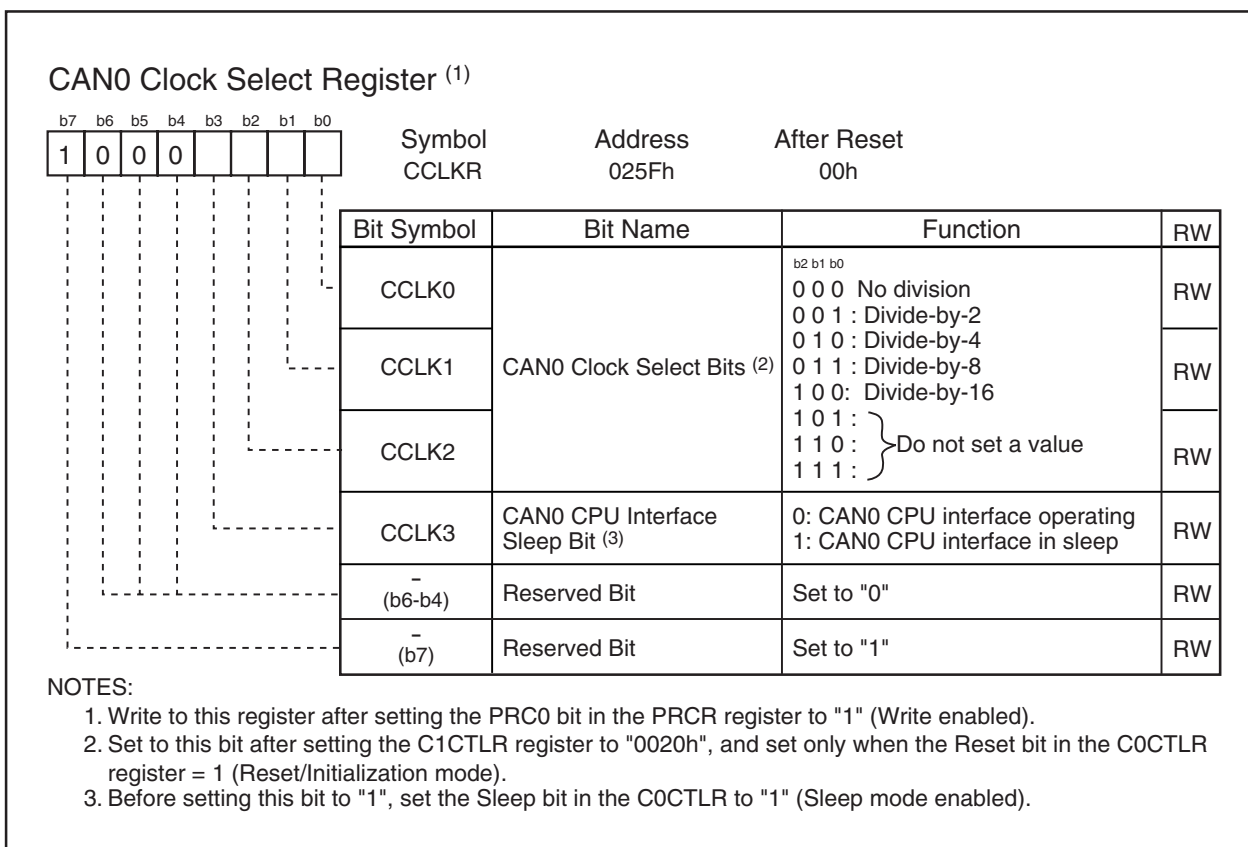 CAN0 Clock Select Register (1)
b7 b6 b5 b4 b3 b2 b1 b0
1 0 0 0
Symbol Address After Reset
CCLKR 025Fh 00h
Bit Symbol Bit Name Function RW
CCLK0 RW
CCLK1 CAN0 Clock Select Bits (2) RW
CCLK2 RW
b2 b1 b0
0 0 0 No division
0 0 1 : Divide-by-2
0 1 0 : Divide-by-4
0 1 1 : Divide-by-8
1 0 0: Divide-by-16
1 0 1 :
1 1 0 : Do not set a value
1 1 1 :
CCLK3 CAN0 CPU Interface 0: CAN0 CPU interface operating RW
Sleep Bit (3) 1: CAN0 CPU interface in sleep
–
(b6-b4) Reserved Bit Set to "0" RW
–
(b7) Reserved Bit Set to "1" RW
NOTES:
1. Write to this register after setting the PRC0 bit in the PRCR register to "1" (Write enabled).
2. Set to this bit after setting the C1CTLR register to "0020h", and set only when the Reset bit in the C0CTLR
register = 1 (Reset/Initialization mode).
3. Before setting this bit to "1", set the Sleep bit in the C0CTLR to "1" (Sleep mode enabled).